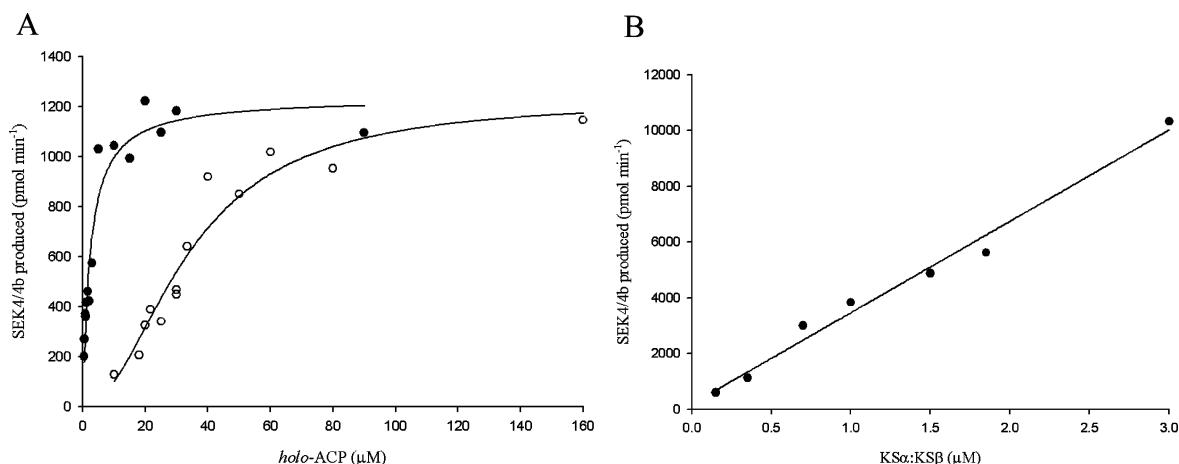 A
SEK4/4b produced (pmol min-1)
1400
1200
1000
800
600
400
200
0
0 20 40 60 80 100 120 140 160
holo-ACP (μM)
B
SEK4/4b produced (pmol min-1)
12000
10000
8000
6000
4000
2000
0
0.0 0.5 1.0 1.5 2.0 2.5 3.0
KSα:KSβ (μM)